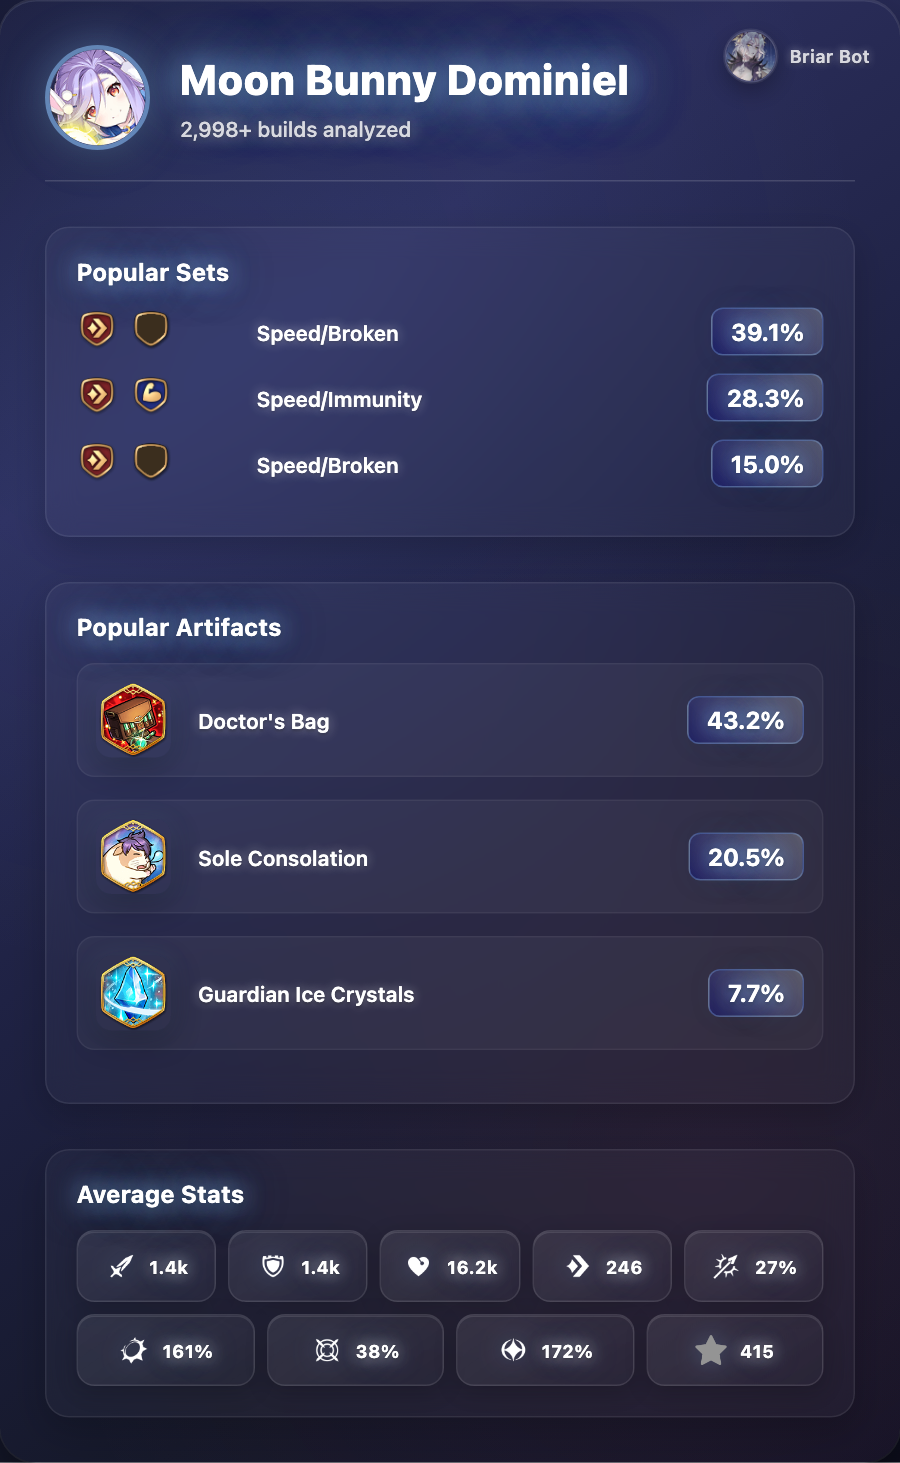 Moon Bunny Dominiel
Briar Bot
2,998+ builds analyzed
Popular Sets
Speed/Broken 39.1%
Speed/Immunity 28.3%
Speed/Broken 15.0%
Popular Artifacts
Doctor's Bag 43.2%
Sole Consolation 20.5%
Guardian Ice Crystals 7.7%
Average Stats
1.4k 1.4k 16.2k 246 27%
161% 38% 172% 415